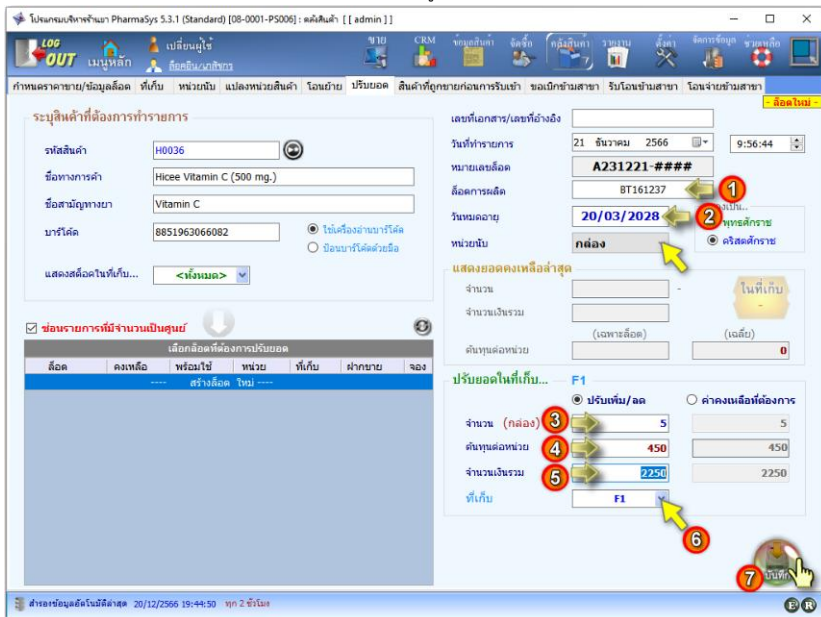 โปรแกรมบริหารร้านยา PharmaSys 5.3.1 (Standard) [08-0001-PS006] : คลังสินค้า [ [ admin ] ]
LOG OUT เมนูหลัก เปลี่ยนผู้ใช้ ล็อคอิน/เภสัชกร ขาย CRM ข้อมูลสินค้า จัดซื้อ คลังสินค้า รายงาน ตั้งค่า จัดการข้อมูล ช่วยเหลือ
กำหนดราคาขาย/ข้อมูลล็อต ที่เก็บ หน่วยนับ แปลงหน่วยสินค้า โอนย้าย ปรับยอด สินค้าที่ถูกขายก่อนการรับเข้า ขอเบิกข้ามสาขา รับโอนข้ามสาขา โอนจ่ายข้ามสาขา
- ล็อตใหม่ -
ระบุสินค้าที่ต้องการทำรายการ
รหัสสินค้า H0036
ชื่อทางการค้า Hicee Vitamin C (500 mg.)
ชื่อสามัญทางยา Vitamin C
บาร์โค้ด 8851963066082 ใช้เครื่องอ่านบาร์โค้ด
ป้อนบาร์โค้ดด้วยมือ
แสดงสต็อคในที่เก็บ... <ทั้งหมด>
ซ่อนรายการที่มีจำนวนเป็นศูนย์
เลือกล็อตที่ต้องการปรับยอด
ล็อต คงเหลือ พร้อมใช้ หน่วย ที่เก็บ ฝากขาย จอง
---- สร้างล็อต ใหม่ ----
เลขที่เอกสาร/เลขที่อ้างอิง
วันที่ทำรายการ 21 ธันวาคม 2566 9:56:44
หมายเลขล็อต A231221-####
ล็อตการผลิต BT161237 1
วันหมดอายุ 20/03/2028 2 พุทธศักราช
หน่วยนับ กล่อง คริสตศักราช
แสดงยอดคงเหลือล่าสุด
จำนวน - ในที่เก็บ
จำนวนเงินรวม -
(เฉพาะล็อต) (เฉลี่ย)
ต้นทุนต่อหน่วย 0
ปรับยอดในที่เก็บ... F1
ปรับเพิ่ม/ลด ค่าคงเหลือที่ต้องการ
จำนวน (กล่อง) 3 5 5
ต้นทุนต่อหน่วย 4 450 450
จำนวนเงินรวม 5 2250 2250
ที่เก็บ F1
6
7 บันทึก
สำรองข้อมูลอัตโนมัติล่าสุด 20/12/2566 19:44:50 ทุก 2 ชั่วโมง E R